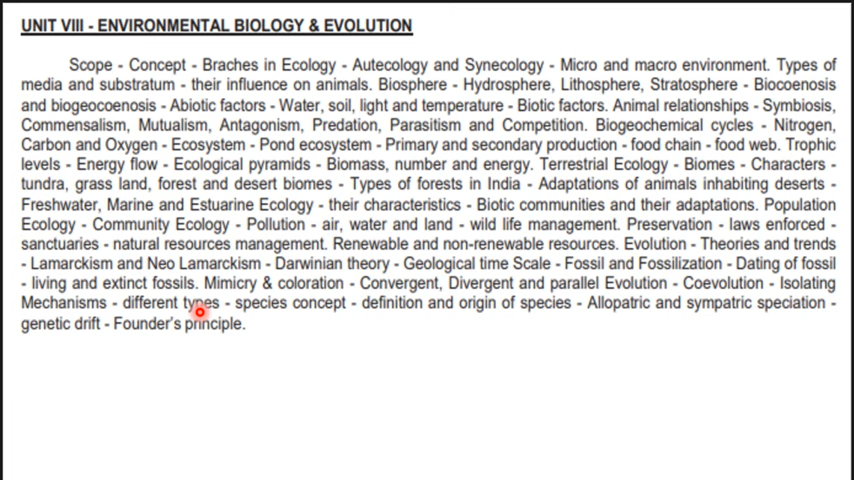 UNIT VIII - ENVIRONMENTAL BIOLOGY & EVOLUTION
Scope - Concept - Braches in Ecology - Autecology and Synecology - Micro and macro environment. Types of
media and substratum - their influence on animals. Biosphere - Hydrosphere, Lithosphere, Stratosphere - Biocoenosis
and biogeocoenosis - Abiotic factors - Water, soil, light and temperature - Biotic factors. Animal relationships - Symbiosis,
Commensalism, Mutualism, Antagonism, Predation, Parasitism and Competition. Biogeochemical cycles - Nitrogen,
Carbon and Oxygen - Ecosystem - Pond ecosystem - Primary and secondary production - food chain - food web. Trophic
levels - Energy flow - Ecological pyramids - Biomass, number and energy. Terrestrial Ecology - Biomes - Characters -
tundra, grass land, forest and desert biomes - Types of forests in India - Adaptations of animals inhabiting deserts -
Freshwater, Marine and Estuarine Ecology - their characteristics - Biotic communities and their adaptations. Population
Ecology - Community Ecology - Pollution - air, water and land - wild life management. Preservation - laws enforced -
sanctuaries - natural resources management. Renewable and non-renewable resources. Evolution - Theories and trends
- Lamarckism and Neo Lamarckism - Darwinian theory - Geological time Scale - Fossil and Fossilization - Dating of fossil
- living and extinct fossils. Mimicry & coloration - Convergent, Divergent and parallel Evolution - Coevolution - Isolating
Mechanisms - different types - species concept - definition and origin of species - Allopatric and sympatric speciation -
genetic drift - Founder's principle.